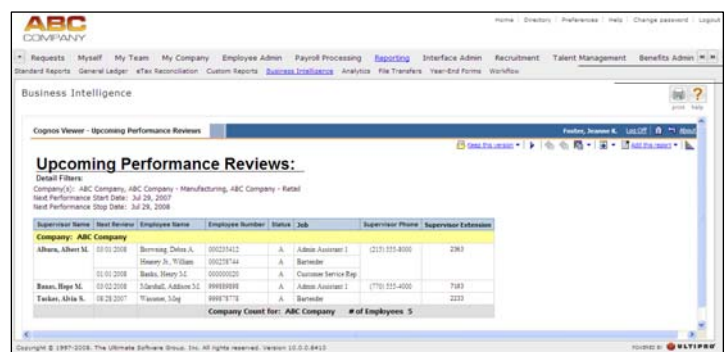 ABC
COMPANY
Home | Directory | Preferences | Help | Change password | Logout
Requests Myself My Team My Company Employee Admin Payroll Processing Reporting Interface Admin Recruitment Talent Management Benefits Admin
Standard Reports General Ledger eTax Reconciliation Custom Reports Business Intelligence Analytics File Transfers Year-End Forms Workflow
Business Intelligence
print help
Cognos Viewer - Upcoming Performance Reviews Foster, Jeanne K. Log Off About
Keep this version Add this report
Upcoming Performance Reviews:
Detail Filters:
Company(s): ABC Company, ABC Company - Manufacturing, ABC Company - Retail
Next Performance Start Date: Jul 29, 2007
Next Performance Stop Date: Jul 29, 2008
Supervisor Name Next Review Employee Name Employee Number Status Job Supervisor Phone Supervisor Extension
Company: ABC Company
Alburn, Albert M. 03/01/2008 Browning, Debra A. 000235412 A Admin Assistant 1 (215) 555-8000 2363
Heaney Jr., William 000258744 A Bartender
01/01/2008 Banks, Henry M. 000000020 A Customer Service Rep
Banas, Hope M. 03/02/2008 Marshall, Addison M. 999889898 A Admin Assistant 1 (770) 555-4000 7163
Tucker, Alvin S. 08/28/2007 Meg 999878778 A Bartender 2233
Company Count for: ABC Company # of Employees 5
Copyright © 1997-2008. The Ultimate Software Group, Inc. All rights reserved. Version 10.0.0.8413
POWERED BY ULTIPRO